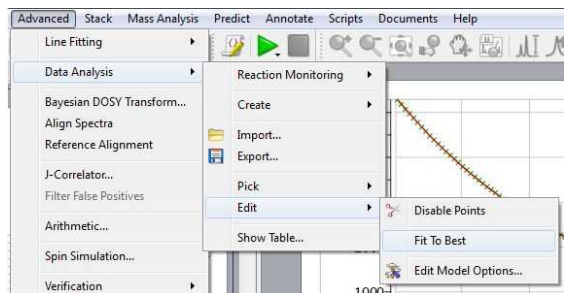 Advanced Stack Mass Analysis Predict Annotate Scripts Documents Help
Line Fitting
Data Analysis
Bayesian DOSY Transform...
Align Spectra
Reference Alignment
J-Correlator...
Filter False Positives
Arithmetic...
Spin Simulation...
Verification
Reaction Monitoring
Create
Import...
Export...
Pick
Edit
Show Table...
Disable Points
Fit To Best
Edit Model Options...
1000